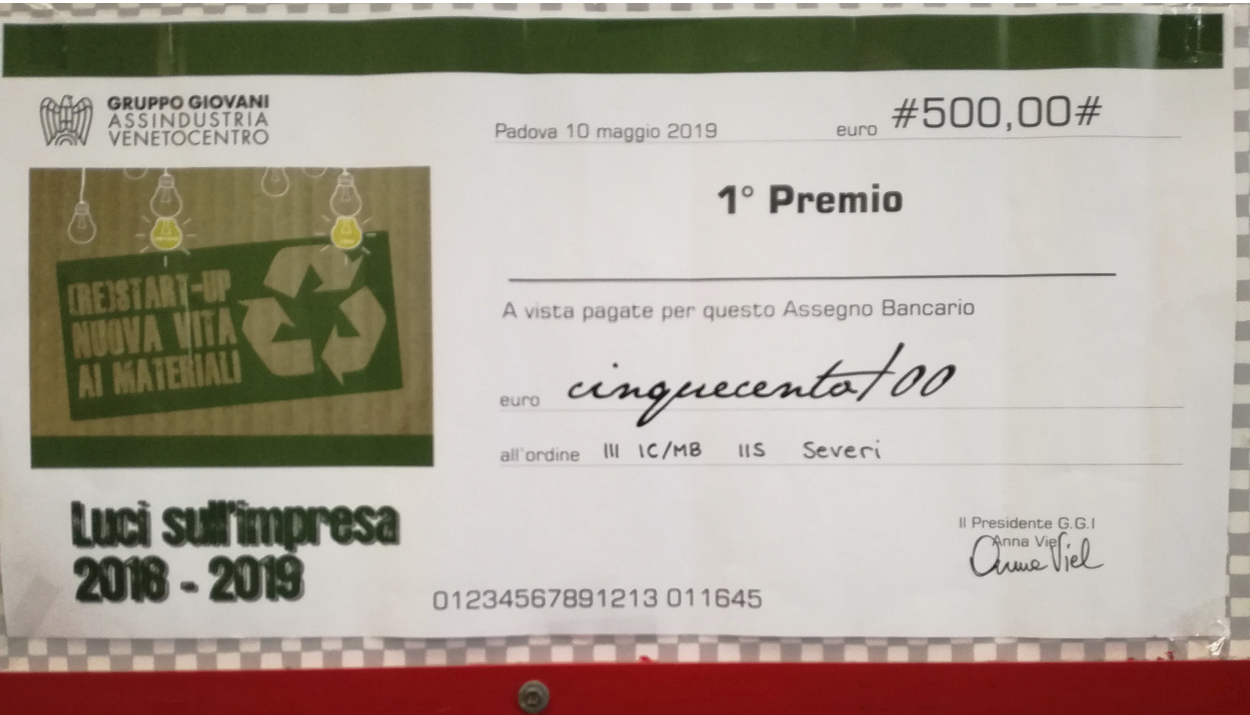 GRUPPO GIOVANI
ASSINDUSTRIA
VENETOCENTRO
Padova 10 maggio 2019 euro #500,00#
1° Premio
(RE)START-UP
NUOVA VITA
AI MATERIALI
A vista pagate per questo Assegno Bancario
euro cinquecento/00
all'ordine III IC/MB IIS Severi
Luci sull'impresa
2018 - 2019
Il Presidente G.G.I
Anna Viel
Anna Viel
01234567891213 011645